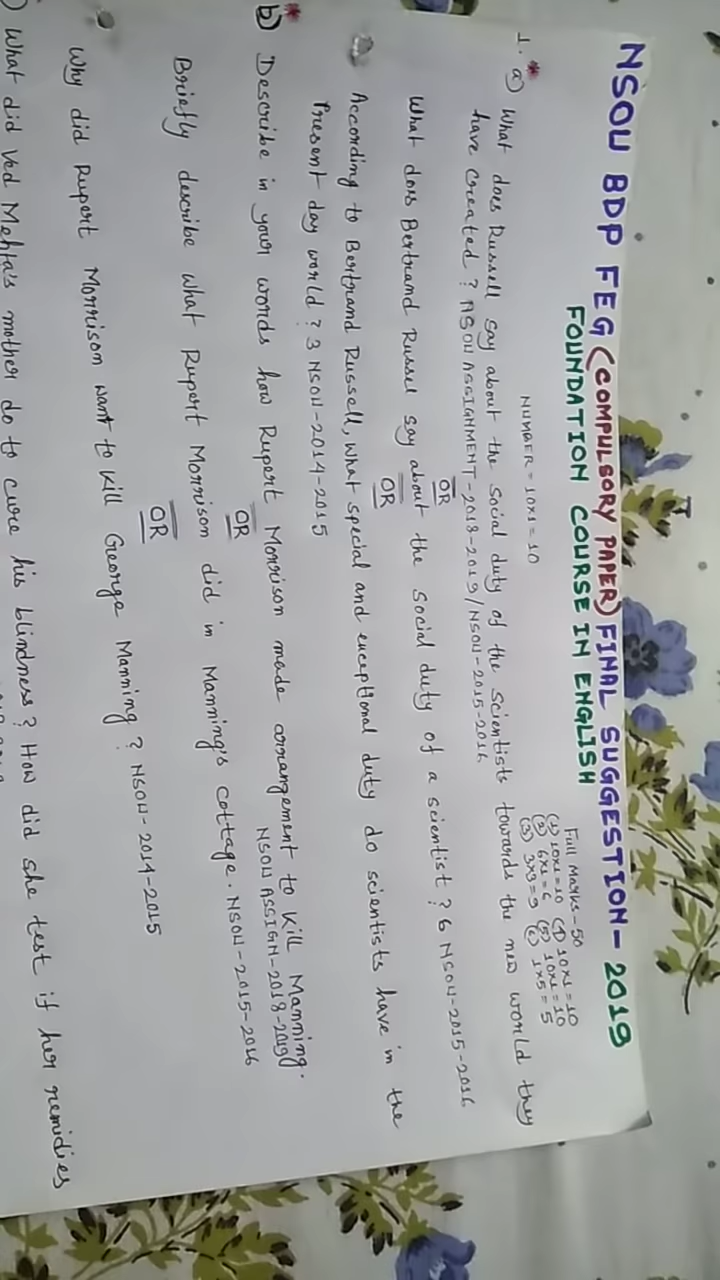 NSOU BDP FEG (COMPULSORY PAPER) FINAL SUGGESTION - 2019
FOUNDATION COURSE IN ENGLISH
Full Marks - 50
NUMBER = 10x1 = 10
(1) 10x1 = 10 (4) 10x1 = 10
(2) 6x1 = 6 (5) 10x1 = 10
(3) 3x3 = 9 (6) 1x5 = 5
1. a) What does Russell say about the social duty of the scientists towards the new world they
have created? NSOU ASSIGNMENT - 2018-2019/NSOU-2015-2016
OR
What does Bertrand Russel say about the social duty of a scientist? 6 NSOU-2015-2016
OR
According to Bertrand Russell, what special and exceptional duty do scientists have in the
Present day world? 3 NSOU-2014-2015
b) Describe in your words how Rupert Morrison made arrangement to kill Manning.
NSOU ASSIGN-2018-2019
OR
Briefly describe what Rupert Morrison did in Manning's cottage. NSOU-2015-2016
OR
Why did Rupert Morrison want to kill George Manning? NSOU-2014-2015
) What did Ved Mehta's mother do to cure his blindness? How did she test if her remidies